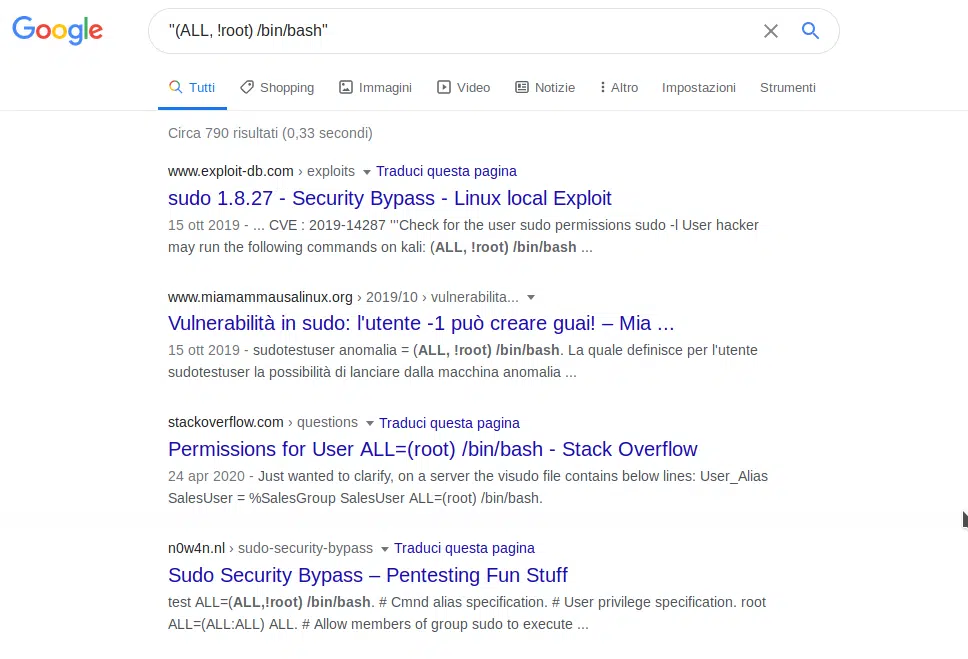 Google
"(ALL, !root) /bin/bash"
Tutti Shopping Immagini Video Notizie Altro Impostazioni Strumenti
Circa 790 risultati (0,33 secondi)
www.exploit-db.com › exploits Traduci questa pagina
sudo 1.8.27 - Security Bypass - Linux local Exploit
15 ott 2019 - ... CVE : 2019-14287 '''Check for the user sudo permissions sudo -l User hacker
may run the following commands on kali: (ALL, !root) /bin/bash ...
www.miamammausalinux.org › 2019/10 › vulnerabilita...
Vulnerabilità in sudo: l'utente -1 può creare guai! – Mia ...
15 ott 2019 - sudotestuser anomalia = (ALL, !root) /bin/bash. La quale definisce per l'utente
sudotestuser la possibilità di lanciare dalla macchina anomalia ...
stackoverflow.com › questions Traduci questa pagina
Permissions for User ALL=(root) /bin/bash - Stack Overflow
24 apr 2020 - Just wanted to clarify, on a server the visudo file contains below lines: User_Alias
SalesUser = %SalesGroup SalesUser ALL=(root) /bin/bash.
n0w4n.nl › sudo-security-bypass Traduci questa pagina
Sudo Security Bypass – Pentesting Fun Stuff
test ALL=(ALL,!root) /bin/bash. # Cmnd alias specification. # User privilege specification. root
ALL=(ALL:ALL) ALL. # Allow members of group sudo to execute ...